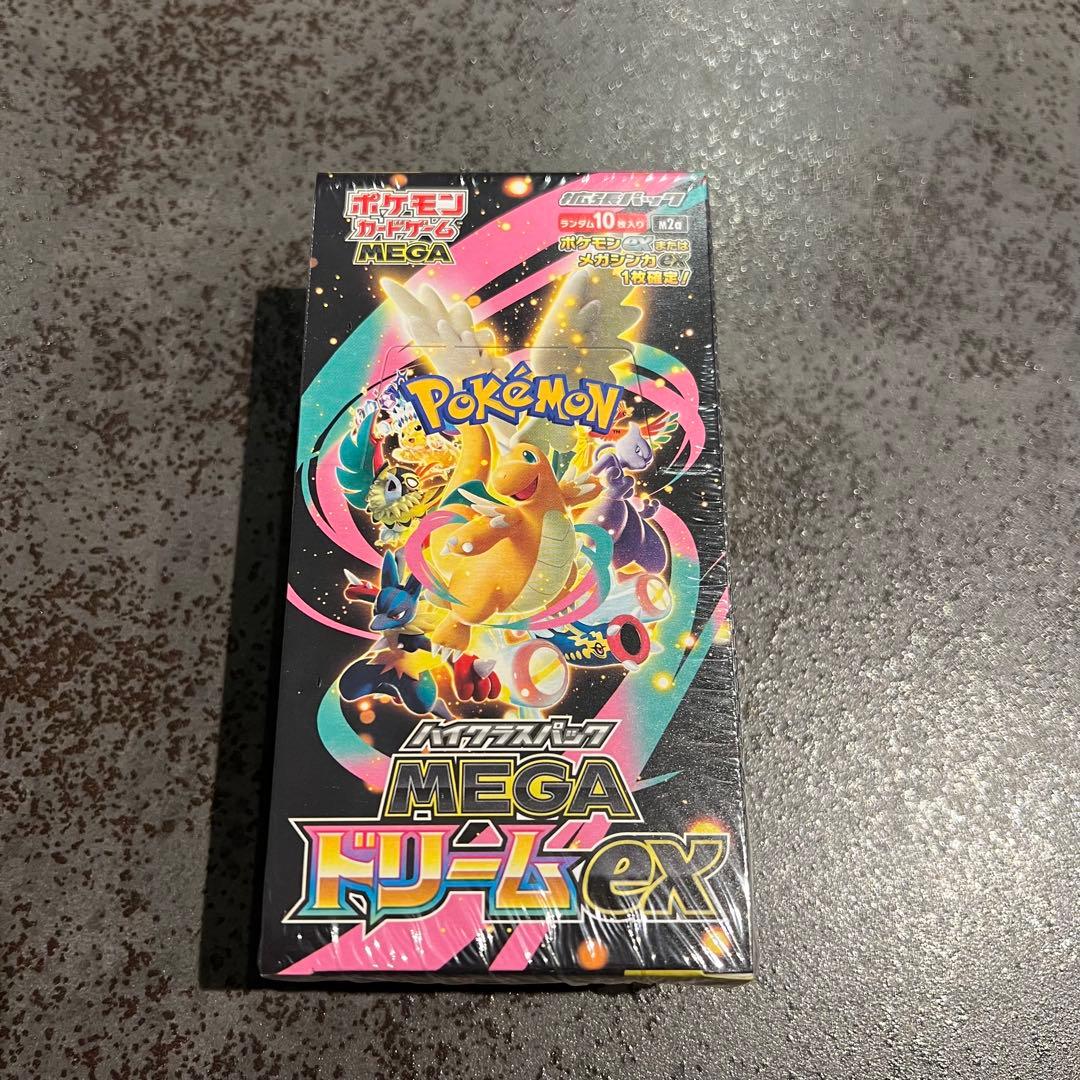 ポケモン
カードゲーム
MEGA
拡張パック
ランダム10枚入り M2a
ポケモンexまたは
メガシンカex
1枚確定!
POKéMON
TM
ハイクラスパック
MEGA
ドリームex